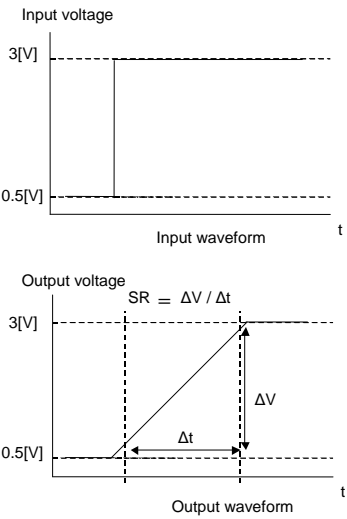 Input voltage
3[V]
0.5[V]
t
Input waveform
Output voltage
SR = ΔV / Δt
3[V]
ΔV
Δt
0.5[V]
t
Output waveform